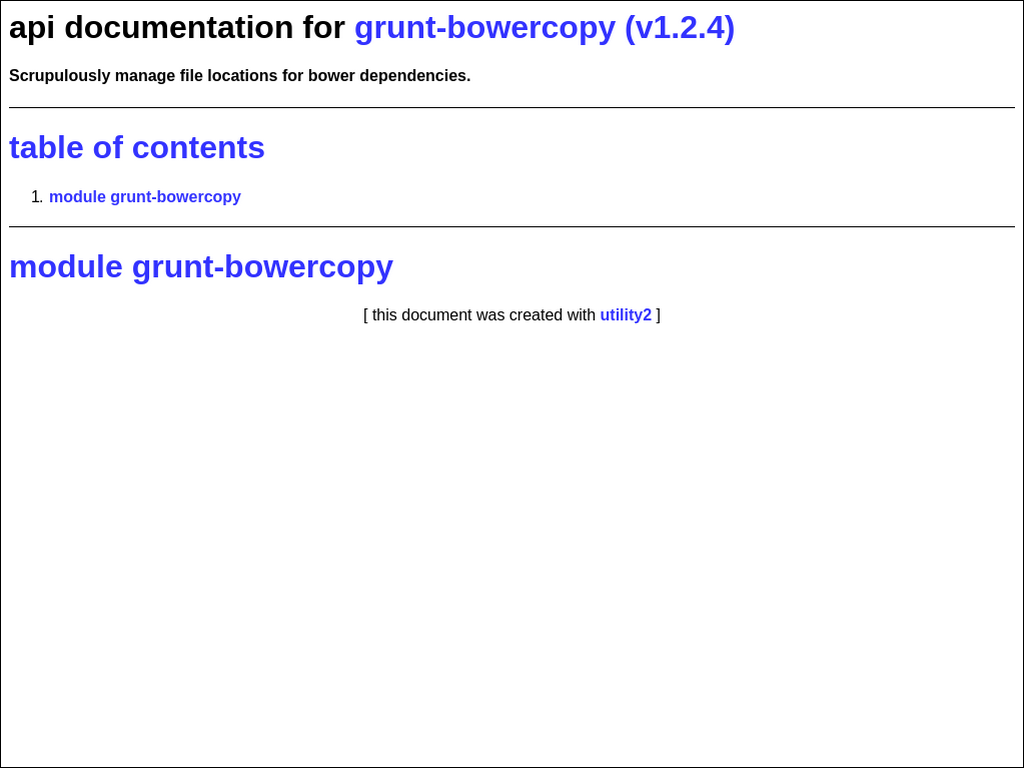 api documentation for grunt-bowercopy (v1.2.4)
Scrupulously manage file locations for bower dependencies.
table of contents
1. module grunt-bowercopy
module grunt-bowercopy
[ this document was created with utility2 ]